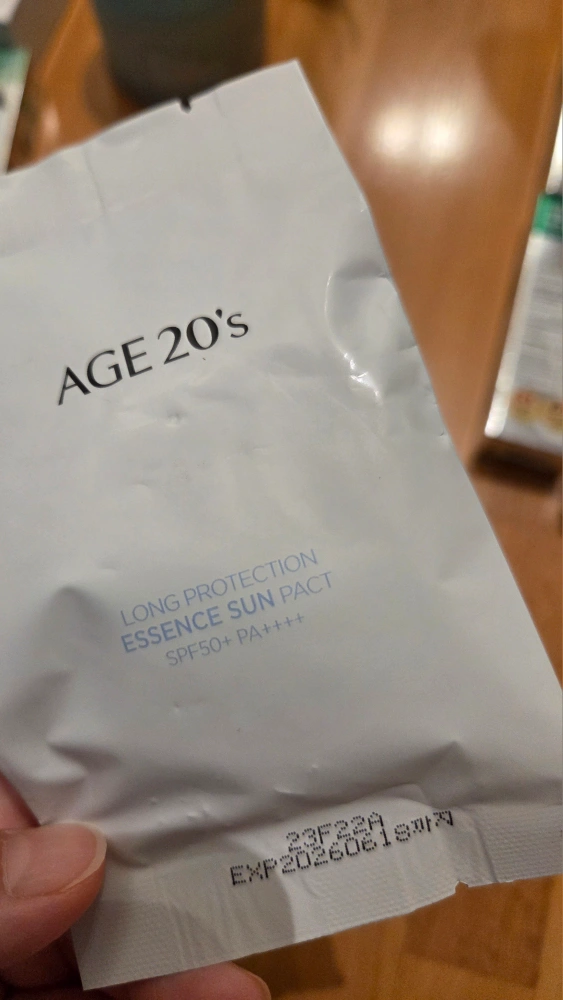 AGE 20's
LONG PROTECTION
ESSENCE SUN PACT
SPF50+ PA++++
23F22A
EXP20260618까지